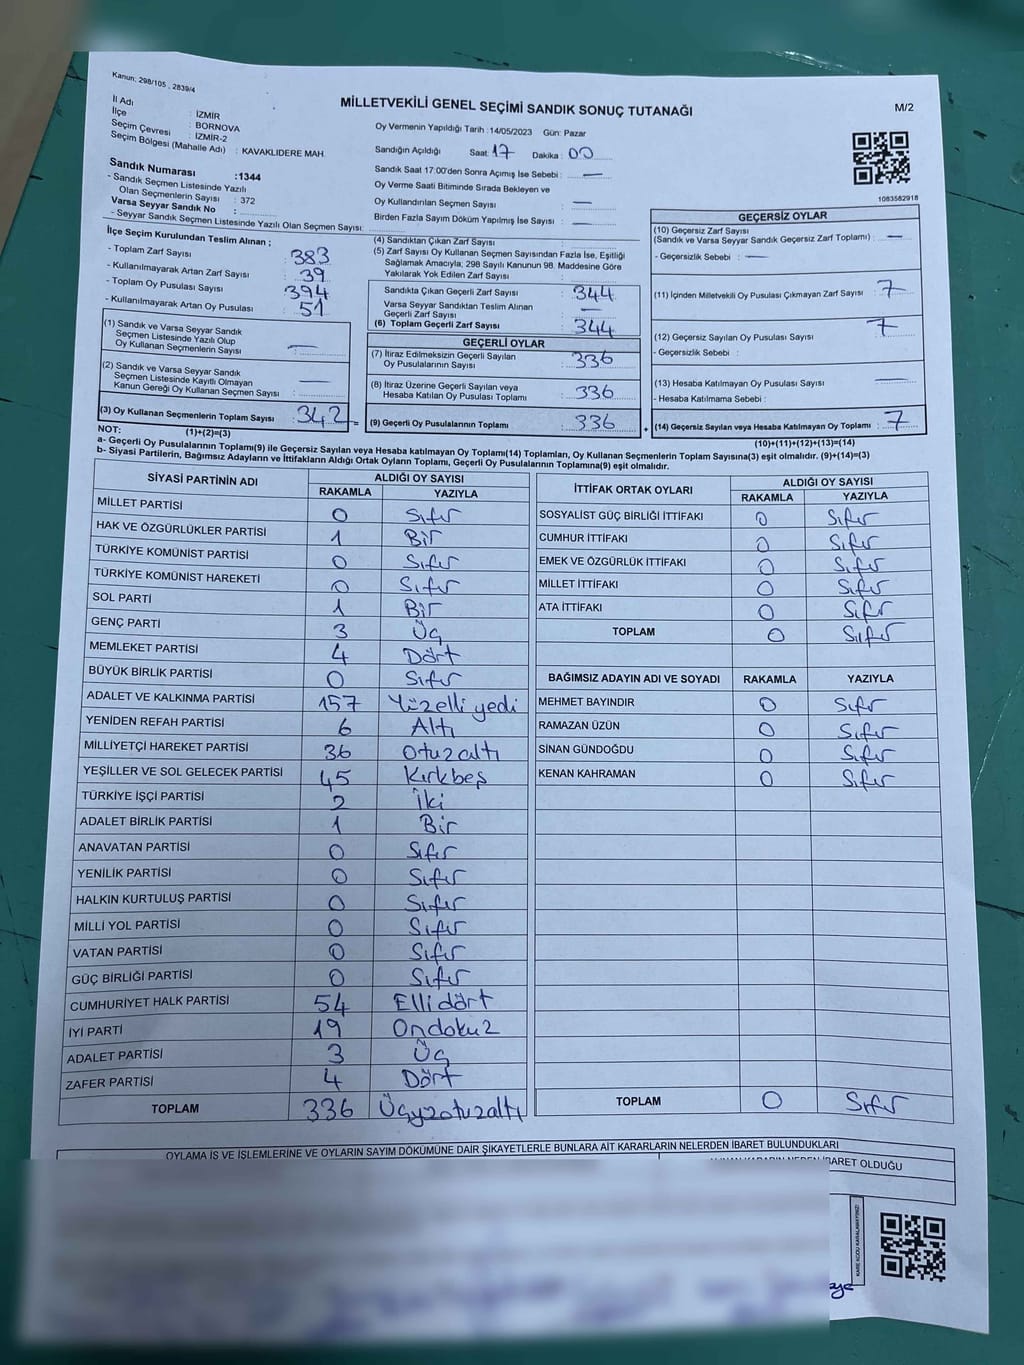 Kanun: 298/105 , 2839/4
MİLLETVEKİLİ GENEL SEÇİMİ SANDIK SONUÇ TUTANAĞI
M/2
İl Adı : İZMİR
İlçe : BORNOVA
Seçim Çevresi : İZMİR-2
Seçim Bölgesi (Mahalle Adı) : KAVAKLIDERE MAH.
Sandık Numarası :1344
- Sandık Seçmen Listesinde Yazılı
Olan Seçmenlerin Sayısı : 372
Varsa Seyyar Sandık No :
- Seyyar Sandık Seçmen Listesinde Yazılı Olan Seçmen Sayısı:
Oy Vermenin Yapıldığı Tarih :14/05/2023 Gün: Pazar
Sandığın Açıldığı Saat: 17 Dakika : 00
Sandık Saat 17:00'den Sonra Açımış İse Sebebi : —
Oy Verme Saati Bitiminde Sırada Bekleyen ve
Oy Kullandırılan Seçmen Sayısı : —
Birden Fazla Sayım Döküm Yapılmış İse Sayısı : —
1083582918
İlçe Seçim Kurulundan Teslim Alınan ;
- Toplam Zarf Sayısı : 383
- Kullanılmayarak Artan Zarf Sayısı : 39
- Toplam Oy Pusulası Sayısı : 394
- Kullanılmayarak Artan Oy Pusulası : 51
(1) Sandık ve Varsa Seyyar Sandık
Seçmen Listesinde Yazılı Olup
Oy Kullanan Seçmenlerin Sayısı : —
(2) Sandık ve Varsa Seyyar Sandık
Seçmen Listesinde Kayıtlı Olmayan
Kanun Gereği Oy Kullanan Seçmen Sayısı : —
(3) Oy Kullanan Seçmenlerin Toplam Sayısı : 342 =
(4) Sandıktan Çıkan Zarf Sayısı :
(5) Zarf Sayısı Oy Kullanan Seçmen Sayısından Fazla İse, Eşitliği
Sağlamak Amacıyla; 298 Sayılı Kanunun 98. Maddesine Göre
Yakılarak Yok Edilen Zarf Sayısı :
Sandıkta Çıkan Geçerli Zarf Sayısı : 344
Varsa Seyyar Sandıktan Teslim Alınan
Geçerli Zarf Sayısı : —
(6) Toplam Geçerli Zarf Sayısı : 344
GEÇERLİ OYLAR
(7) İtiraz Edilmeksizin Geçerli Sayılan
Oy Pusulalarının Sayısı : 336
(8) İtiraz Üzerine Geçerli Sayılan veya
Hesaba Katılan Oy Pusulası Toplamı : 336
(9) Geçerli Oy Pusulalarının Toplamı : 336 +
GEÇERSİZ OYLAR
(10) Geçersiz Zarf Sayısı
(Sandık ve Varsa Seyyar Sandık Geçersiz Zarf Toplamı) : —
- Geçersizlik Sebebi : —
(11) İçinden Milletvekili Oy Pusulası Çıkmayan Zarf Sayısı : 7
(12) Geçersiz Sayılan Oy Pusulası Sayısı : 7
- Geçersizlik Sebebi :
(13) Hesaba Katılmayan Oy Pusulası Sayısı : —
- Hesaba Katılmama Sebebi :
(14) Geçersiz Sayılan veya Hesaba Katılmayan Oy Toplamı : 7
NOT: (1)+(2)=(3)
(10)+(11)+(12)+(13)=(14)
a- Geçerli Oy Pusulalarının Toplamı(9) ile Geçersiz Sayılan veya Hesaba katılmayan Oy Toplamı(14) Toplamları, Oy Kullanan Seçmenlerin Toplam Sayısına(3) eşit olmalıdır. (9)+(14)=(3)
b- Siyasi Partilerin, Bağımsız Adayların ve İttifakların Aldığı Ortak Oyların Toplamı, Geçerli Oy Pusulalarının Toplamına(9) eşit olmalıdır.
SİYASİ PARTİNİN ADI ALDIĞI OY SAYISI
RAKAMLA YAZIYLA
MİLLET PARTİSİ 0 Sıfır
HAK VE ÖZGÜRLÜKLER PARTİSİ 1 Bir
TÜRKİYE KOMÜNİST PARTİSİ 0 Sıfır
TÜRKİYE KOMÜNİST HAREKETİ 0 Sıfır
SOL PARTİ 1 Bir
GENÇ PARTİ 3 Üç
MEMLEKET PARTİSİ 4 Dört
BÜYÜK BİRLİK PARTİSİ 0 Sıfır
ADALET VE KALKINMA PARTİSİ 157 Yüzelli yedi
YENİDEN REFAH PARTİSİ 6 Altı
MİLLİYETÇİ HAREKET PARTİSİ 36 Otuzaltı
YEŞİLLER VE SOL GELECEK PARTİSİ 45 Kırkbeş
TÜRKİYE İŞÇİ PARTİSİ 2 İki
ADALET BİRLİK PARTİSİ 1 Bir
ANAVATAN PARTİSİ 0 Sıfır
YENİLİK PARTİSİ 0 Sıfır
HALKIN KURTULUŞ PARTİSİ 0 Sıfır
MİLLİ YOL PARTİSİ 0 Sıfır
VATAN PARTİSİ 0 Sıfır
GÜÇ BİRLİĞİ PARTİSİ 0 Sıfır
CUMHURİYET HALK PARTİSİ 54 Elli dört
İYİ PARTİ 19 Ondokuz
ADALET PARTİSİ 3 Üç
ZAFER PARTİSİ 4 Dört
TOPLAM 336 Üçyzotuzaltı
İTTİFAK ORTAK OYLARI ALDIĞI OY SAYISI
RAKAMLA YAZIYLA
SOSYALİST GÜÇ BİRLİĞİ İTTİFAKI 0 Sıfır
CUMHUR İTTİFAKI 0 Sıfır
EMEK VE ÖZGÜRLÜK İTTİFAKI 0 Sıfır
MİLLET İTTİFAKI 0 Sıfır
ATA İTTİFAKI 0 Sıfır
TOPLAM 0 Sıfır
BAĞIMSIZ ADAYIN ADI VE SOYADI RAKAMLA YAZIYLA
MEHMET BAYINDIR 0 Sıfır
RAMAZAN ÜZÜN 0 Sıfır
SİNAN GÜNDOĞDU 0 Sıfır
KENAN KAHRAMAN 0 Sıfır
TOPLAM 0 Sıfır
OYLAMA İŞ VE İŞLEMLERİNE VE OYLARIN SAYIM DÖKÜMÜNE DAİR ŞİKAYETLERLE BUNLARA AİT KARARLARIN NELERDEN İBARET BULUNDUKLARI
İBARET OLDUĞU
KARE KODU KARALAMAYINIZ!